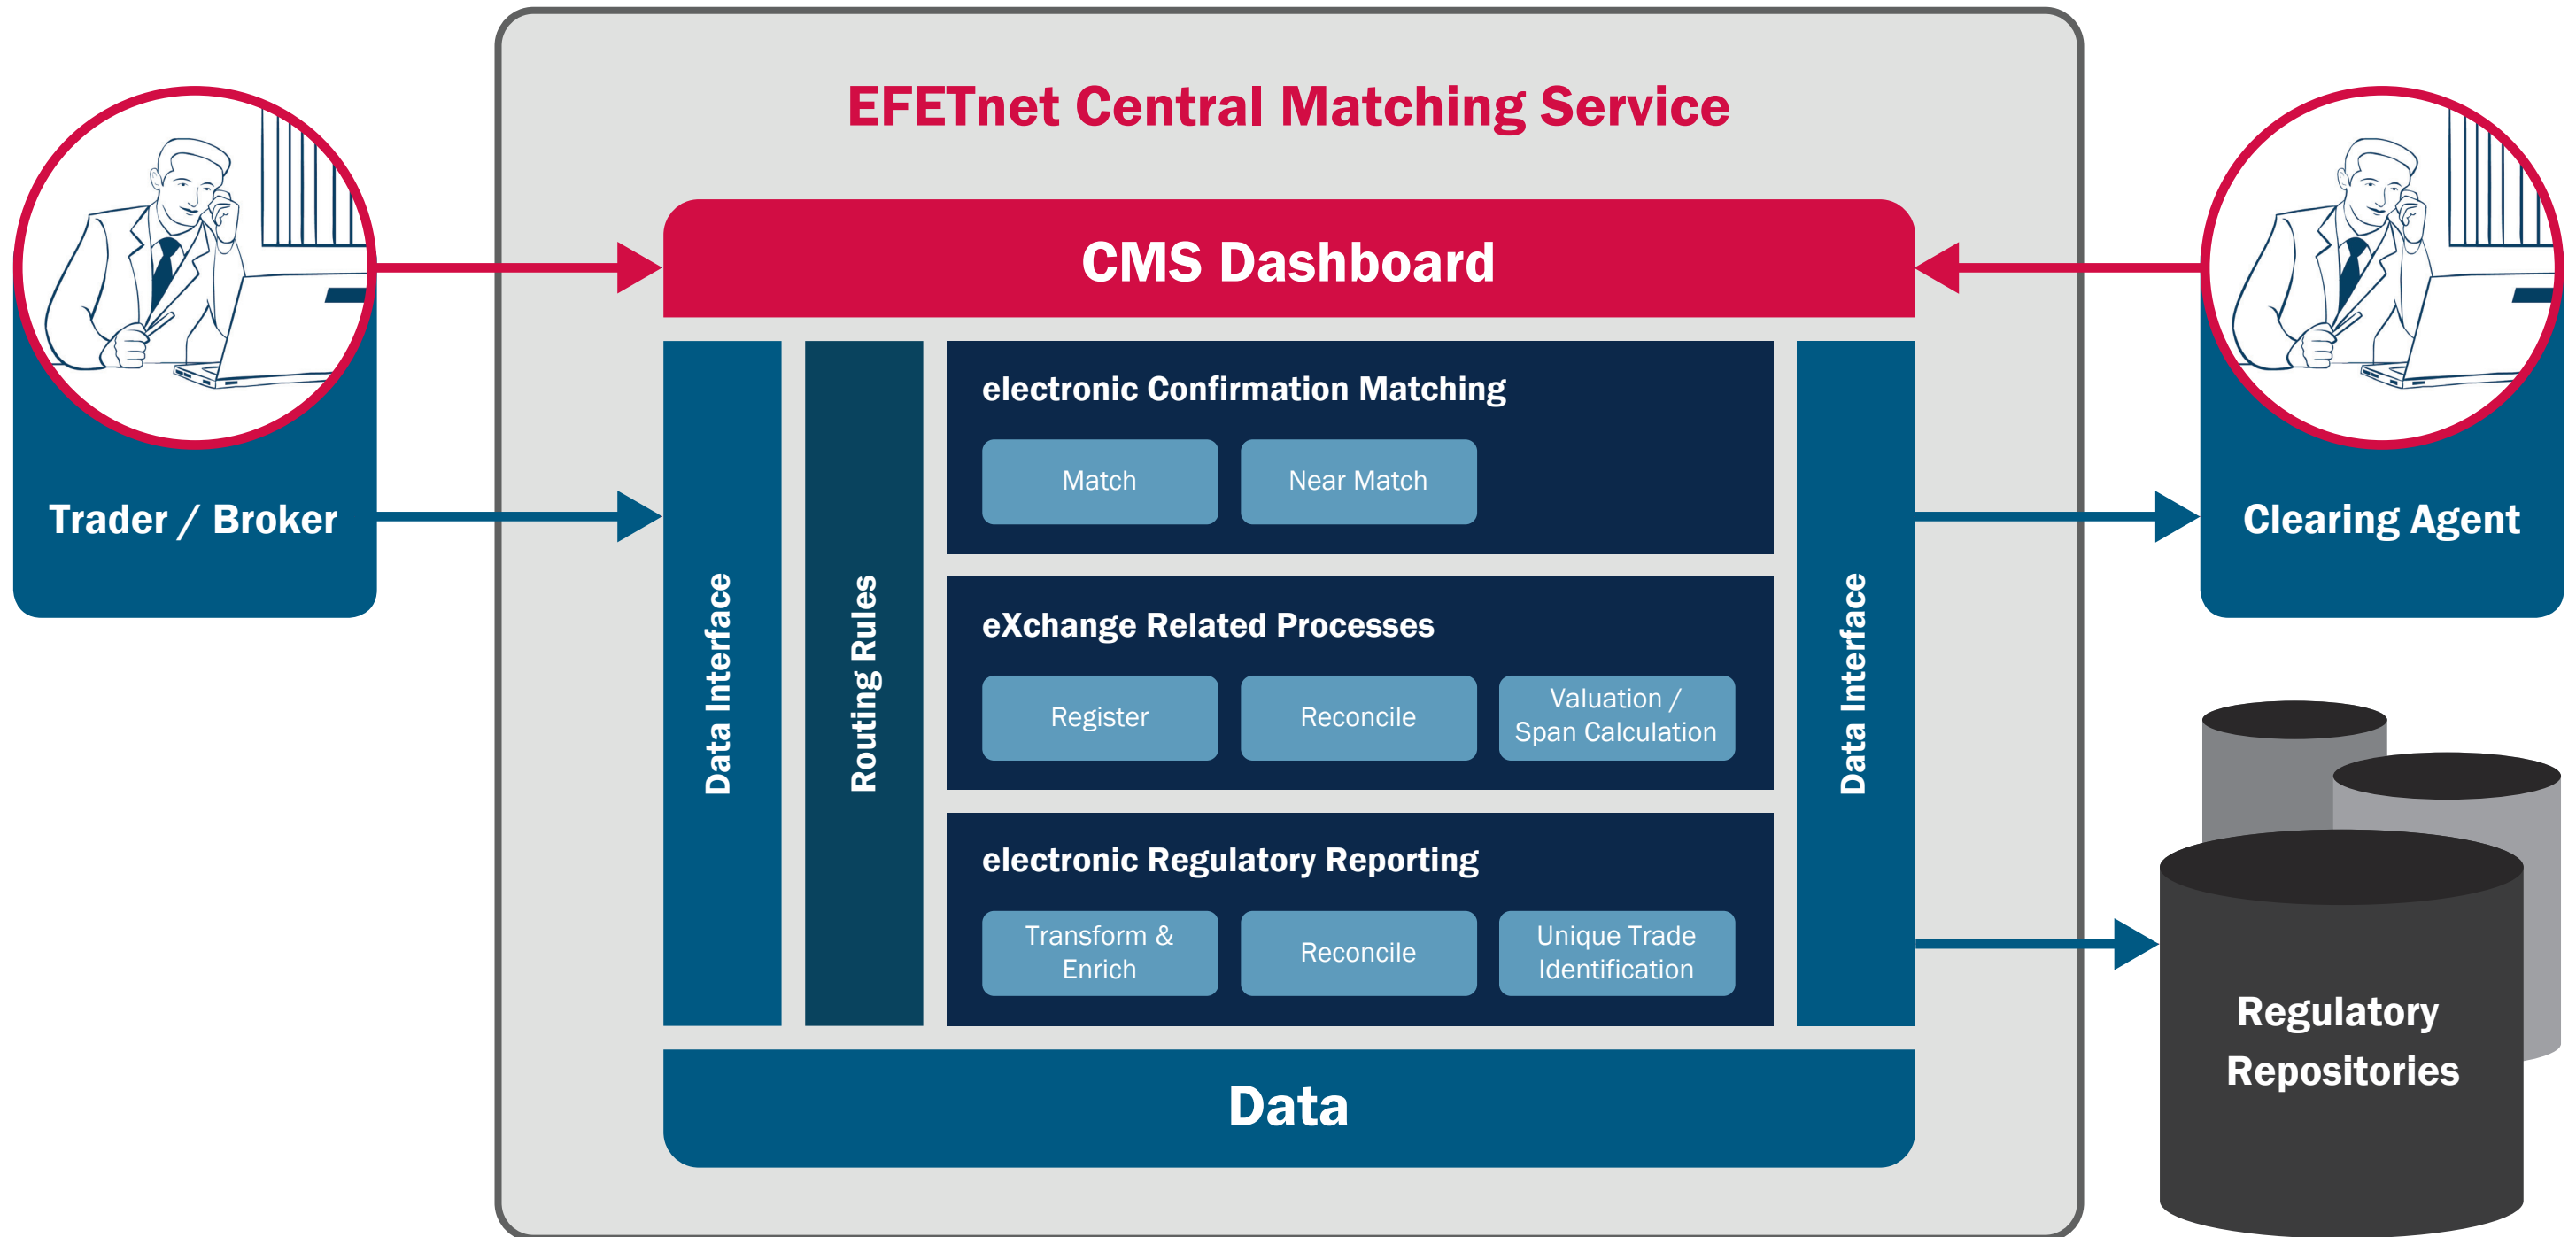 EFETnet Central Matching Service
CMS Dashboard
Trader / Broker
Data Interface
Routing Rules
electronic Confirmation Matching
Match
Near Match
eXchange Related Processes
Register
Reconcile
Valuation /
Span Calculation
electronic Regulatory Reporting
Transform &
Enrich
Reconcile
Unique Trade
Identification
Data Interface
Data
Clearing Agent
Regulatory
Repositories